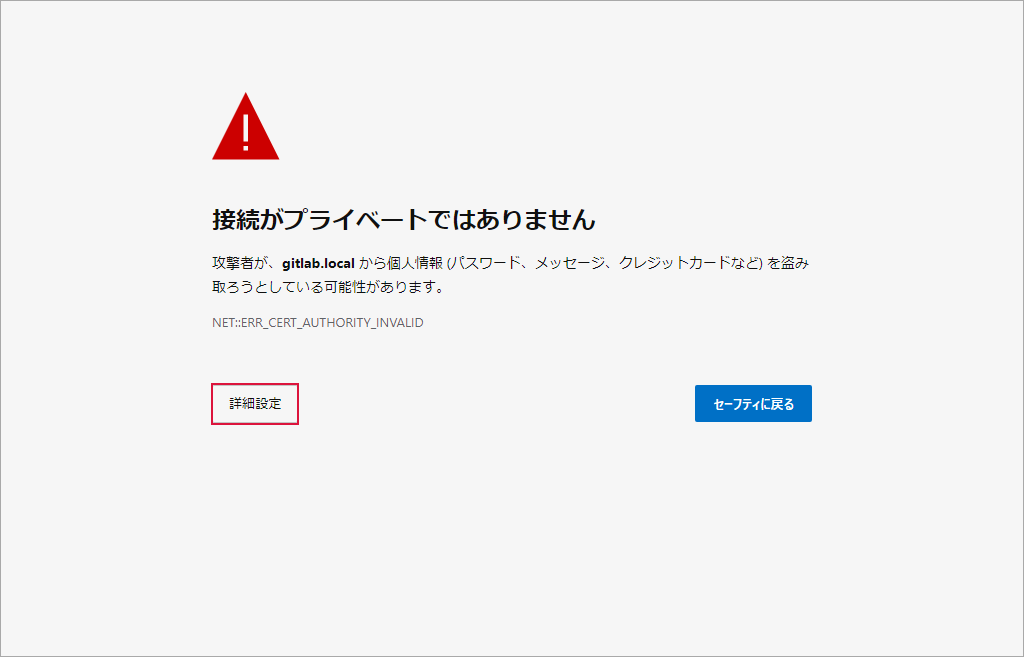 接続がプライベートではありません
攻撃者が、gitlab.local から個人情報 (パスワード、メッセージ、クレジットカードなど) を盗み
取ろうとしている可能性があります。
NET::ERR_CERT_AUTHORITY_INVALID
詳細設定
セーフティに戻る